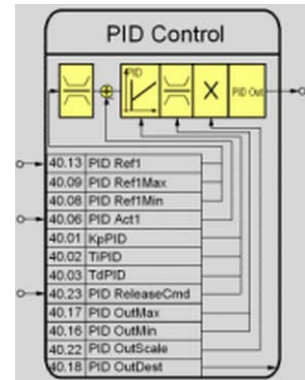 PID Control
PID
X
PID Out
40.13 PID Ref1
40.09 PID Ref1Max
40.08 PID Ref1Min
40.06 PID Act1
40.01 KpPID
40.02 TiPID
40.03 TdPID
40.23 PID ReleaseCmd
40.17 PID OutMax
40.16 PID OutMin
40.22 PID OutScale
40.18 PID OutDest